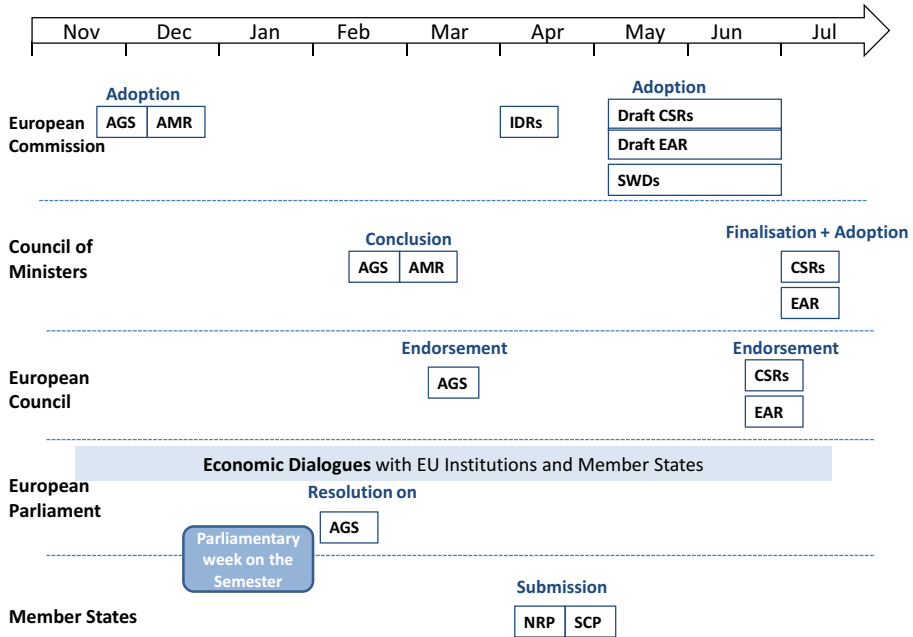 Nov Dec Jan Feb Mar Apr May Jun Jul
Adoption
Adoption
European
Commission
AGS AMR
IDRs
Draft CSRs
Draft EAR
SWDs
Council of
Ministers
Conclusion
AGS AMR
Finalisation + Adoption
CSRs
EAR
European
Council
Endorsement
AGS
Endorsement
CSRs
EAR
Economic Dialogues with EU Institutions and Member States
European
Parliament
Resolution on
AGS
Parliamentary
week on the
Semester
Member States
Submission
NRP SCP